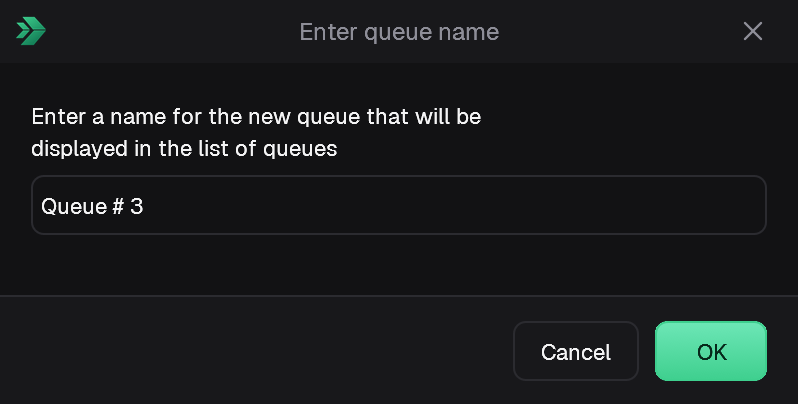 Enter queue name
Enter a name for the new queue that will be
displayed in the list of queues
Queue # 3
Cancel
OK